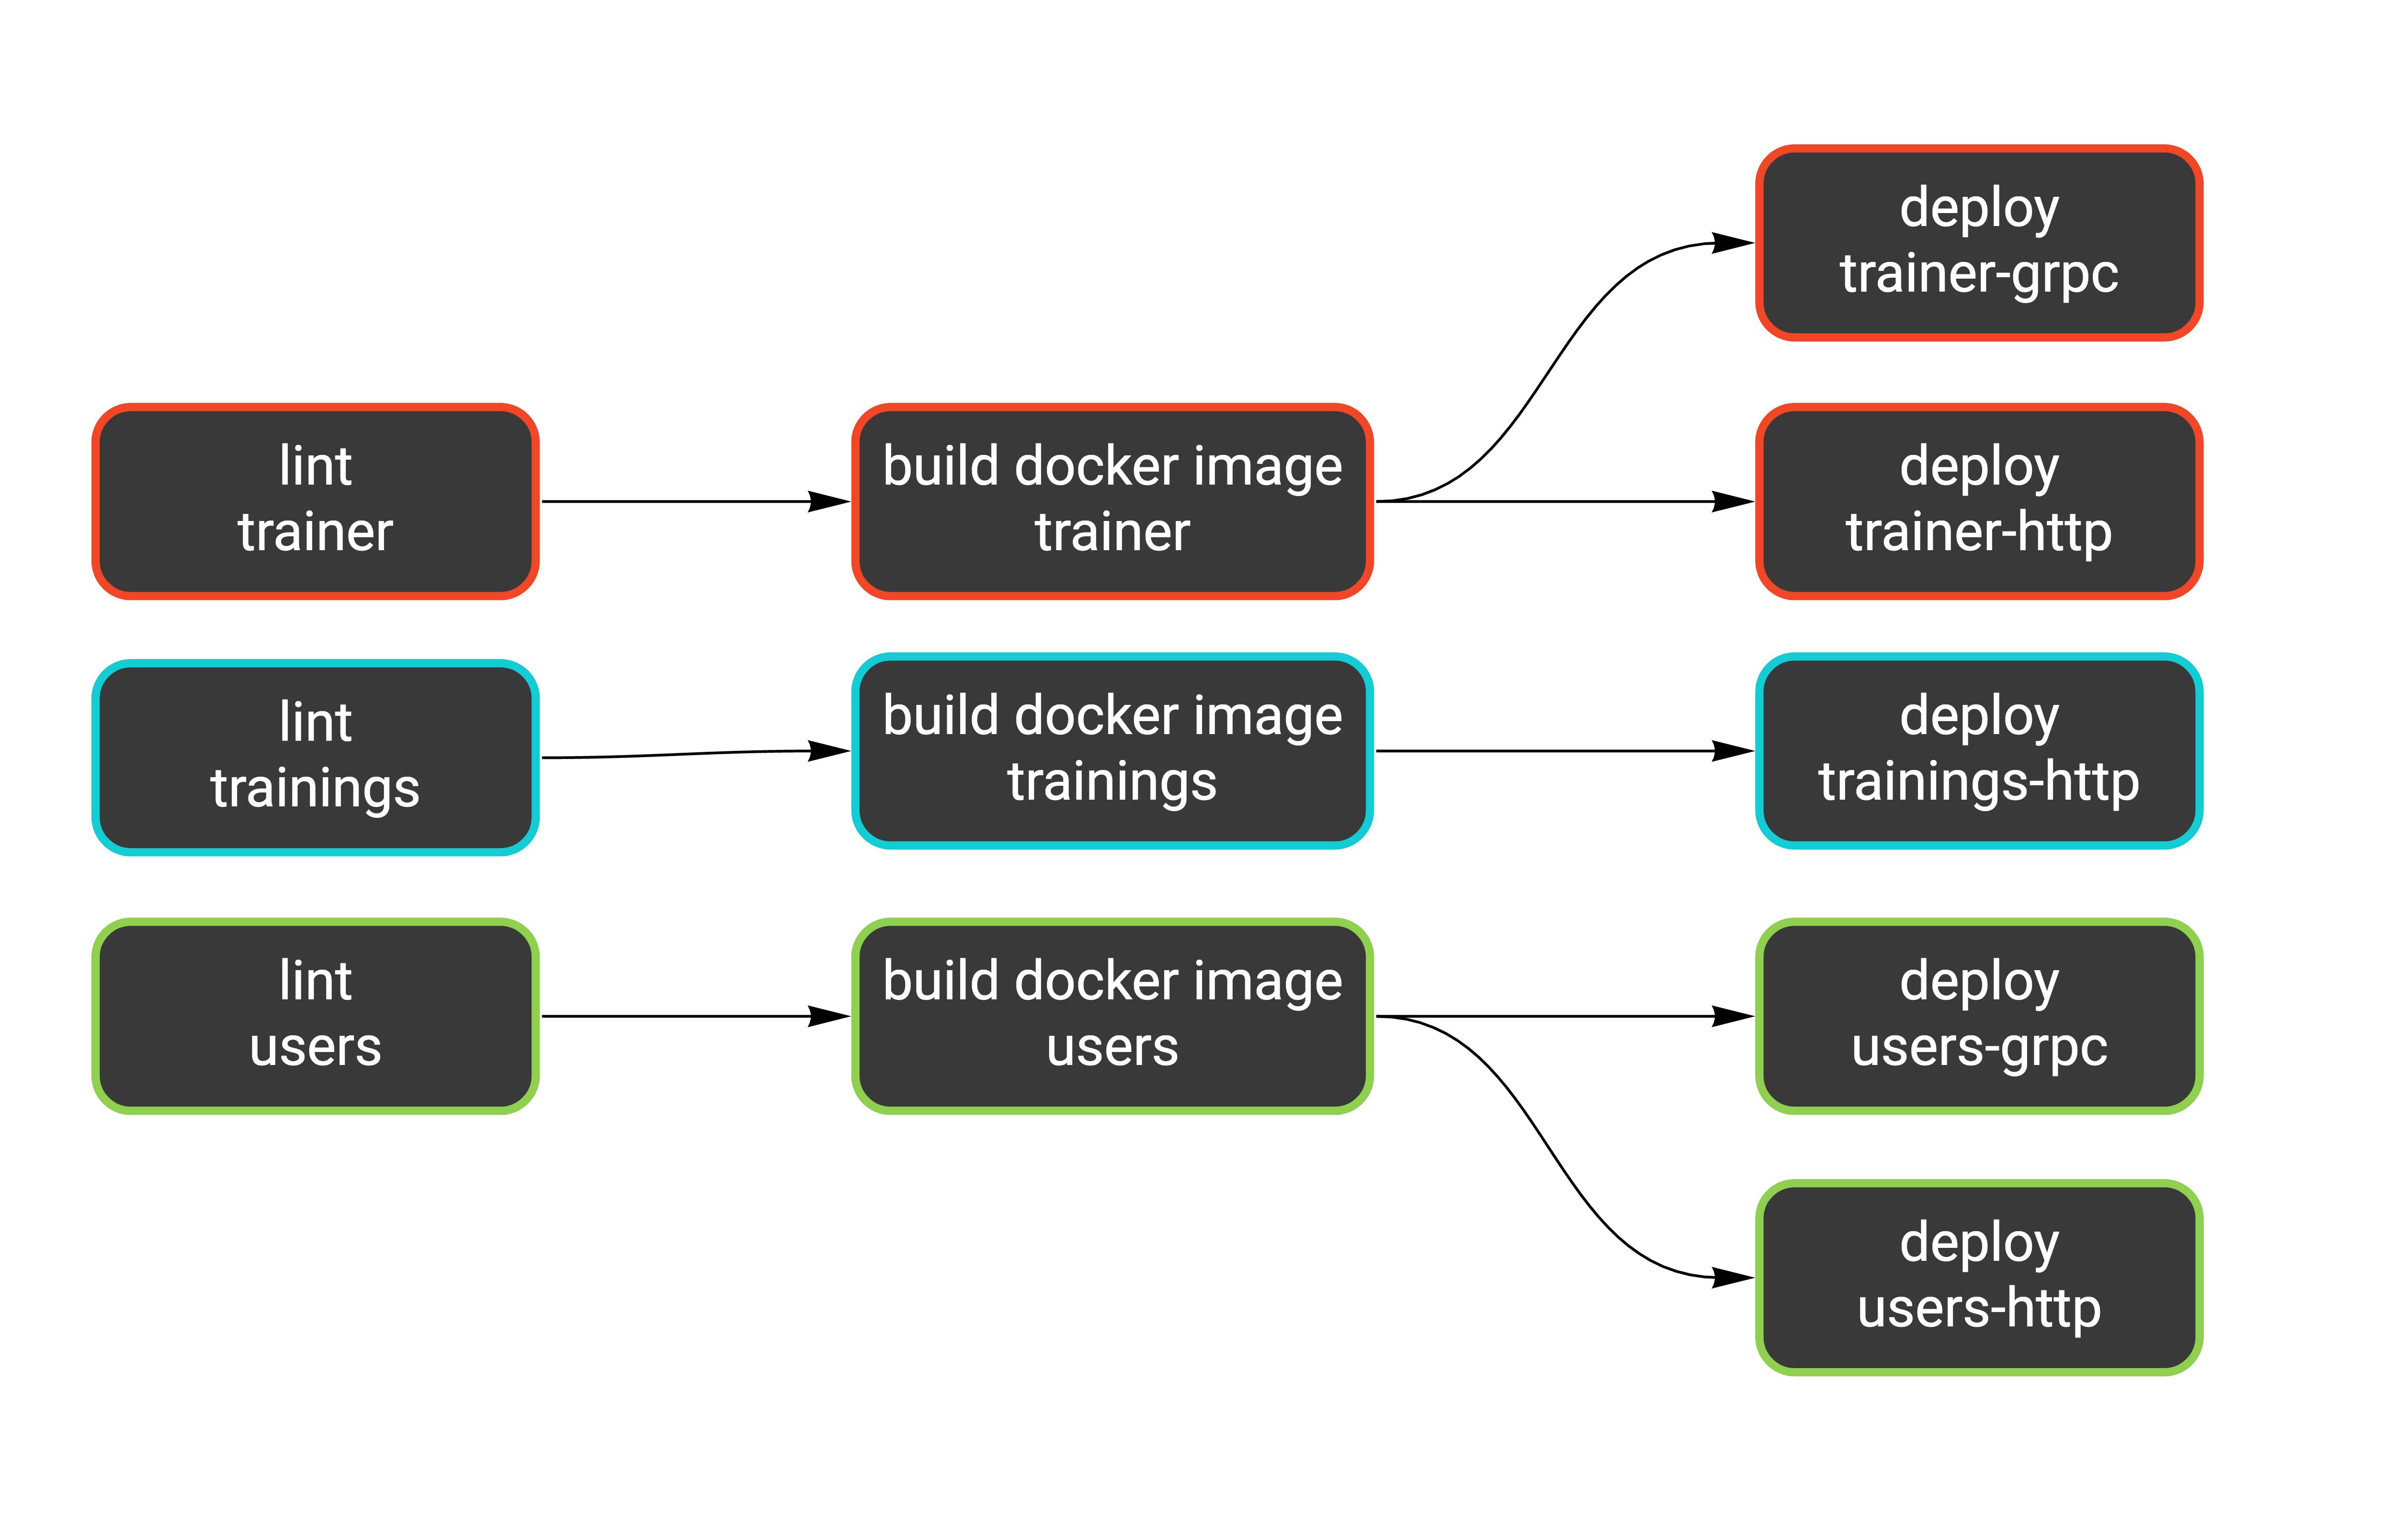 deploy
trainer-grpc
lint
trainer
build docker image
trainer
deploy
trainer-http
lint
trainings
build docker image
trainings
deploy
trainings-http
lint
users
build docker image
users
deploy
users-grpc
deploy
users-http